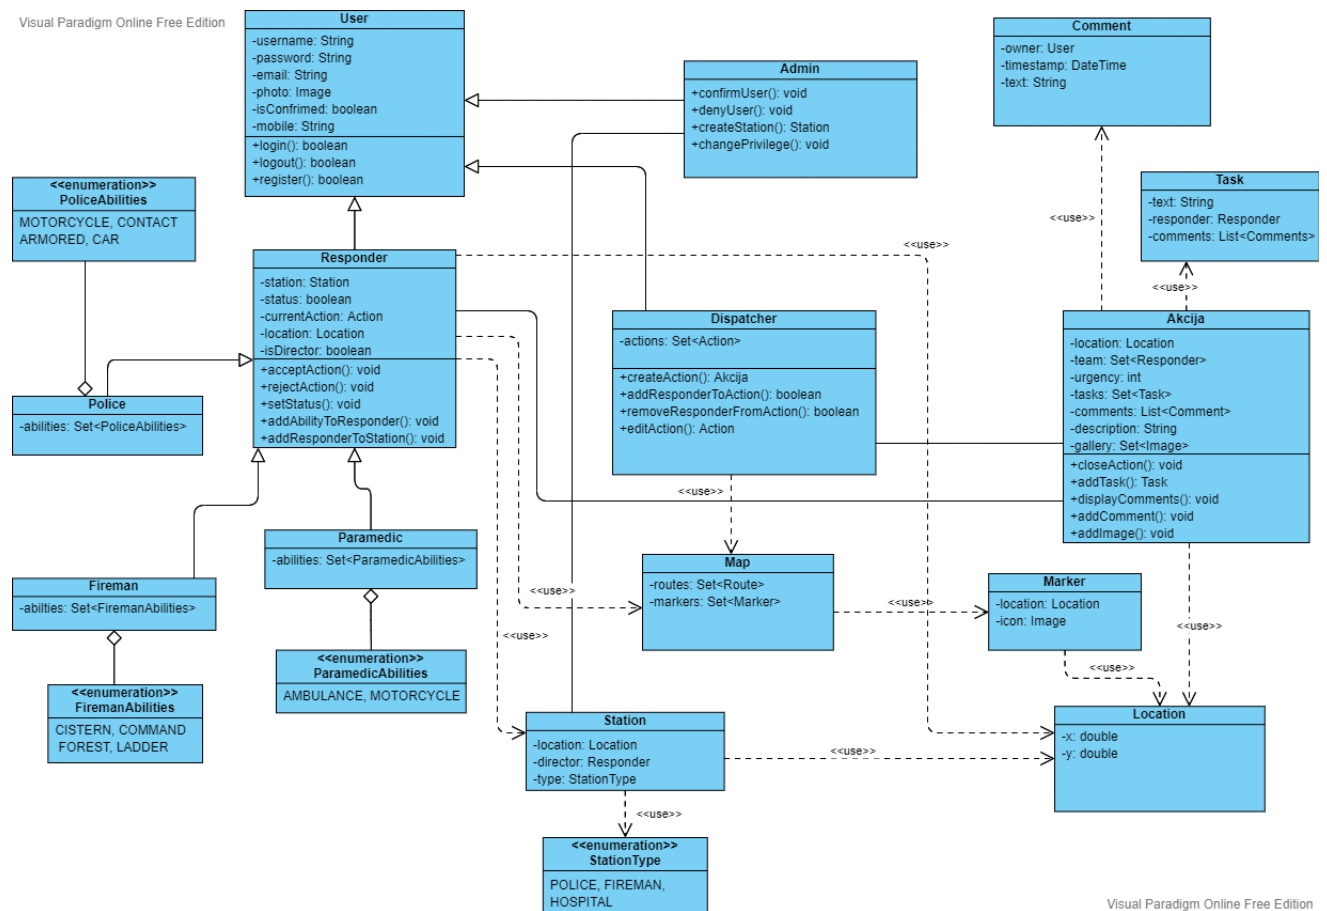 Visual Paradigm Online Free Edition
User
-username: String
-password: String
-email: String
-photo: Image
-isConfrimed: boolean
-mobile: String
+login(): boolean
+logout(): boolean
+register(): boolean
Admin
+confirmUser(): void
+denyUser(): void
+createStation(): Station
+changePrivilege(): void
Comment
-owner: User
-timestamp: DateTime
-text: String
<<enumeration>>
PoliceAbilities
MOTORCYCLE, CONTACT
ARMORED, CAR
Task
-text: String
-responder: Responder
-comments: List<Comments>
<<use>>
<<use>>
<<use>>
Responder
-station: Station
-status: boolean
-currentAction: Action
-location: Location
-isDirector: boolean
+acceptAction(): void
+rejectAction(): void
+setStatus(): void
+addAbilityToResponder(): void
+addResponderToStation(): void
Dispatcher
-actions: Set<Action>
+createAction(): Akcija
+addResponderToAction(): boolean
+removeResponderFromAction(): boolean
+editAction(): Action
Akcija
-location: Location
-team: Set<Responder>
-urgency: int
-tasks: Set<Task>
-comments: List<Comment>
-description: String
-gallery: Set<Image>
+closeAction(): void
+addTask(): Task
+displayComments(): void
+addComment(): void
+addImage(): void
Police
-abilities: Set<PoliceAbilities>
<<use>>
Paramedic
-abilities: Set<ParamedicAbilities>
Fireman
-abilties: Set<FiremanAbilities>
Map
-routes: Set<Route>
-markers: Set<Marker>
Marker
-location: Location
-icon: Image
<<use>>
<<use>>
<<use>>
<<use>>
<<use>>
<<enumeration>>
ParamedicAbilities
AMBULANCE, MOTORCYCLE
<<enumeration>>
FiremanAbilities
CISTERN, COMMAND
FOREST, LADDER
Station
-location: Location
-director: Responder
-type: StationType
<<use>>
Location
-x: double
-y: double
<<use>>
<<enumeration>>
StationType
POLICE, FIREMAN,
HOSPITAL
Visual Paradigm Online Free Edition